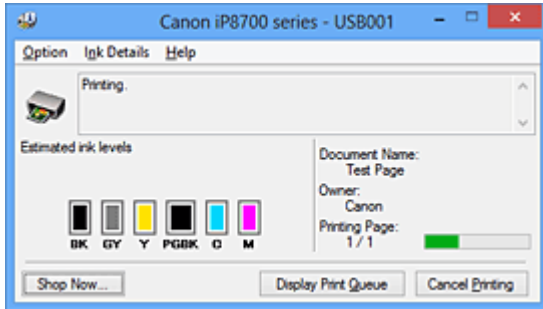 Canon iP8700 series - USB001
Option Ink Details Help
Printing.
Estimated ink levels
Document Name:
Test Page
Owner:
Canon
Printing Page:
1 / 1
BK GY Y PGBK C M
Shop Now... Display Print Queue Cancel Printing